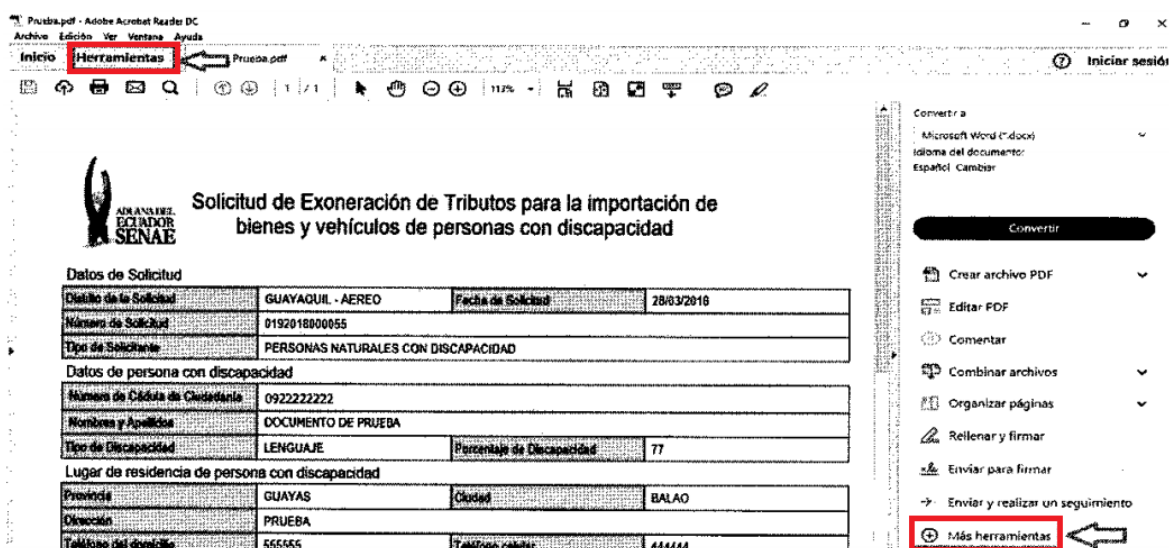 Prueba.pdf - Adobe Acrobat Reader DC
Archivo Edición Ver Ventana Ayuda
Inicio Herramientas Prueba.pdf × Iniciar sesión
1 / 1 117%
Convertir a
Microsoft Word (*.docx)
Idioma del documento:
Español Cambiar
Convertir
Crear archivo PDF
Editar PDF
Comentar
Combinar archivos
Organizar páginas
Rellenar y firmar
Enviar para firmar
Enviar y realizar un seguimiento
Más herramientas
ADUANA DEL
ECUADOR
SENAE
Solicitud de Exoneración de Tributos para la importación de
bienes y vehículos de personas con discapacidad
Datos de Solicitud
Distrito de la Solicitud GUAYAQUIL - AEREO Fecha de Solicitud 28/03/2018
Número de Solicitud 0192018000055
Tipo de Solicitante PERSONAS NATURALES CON DISCAPACIDAD
Datos de persona con discapacidad
Número de Cédula de Ciudadanía 0922222222
Nombres y Apellidos DOCUMENTO DE PRUEBA
Tipo de Discapacidad LENGUAJE Porcentaje de Discapacidad 77
Lugar de residencia de persona con discapacidad
Provincia GUAYAS Ciudad BALAO
Dirección PRUEBA
Teléfono del domicilio 555555 Teléfono celular 444444